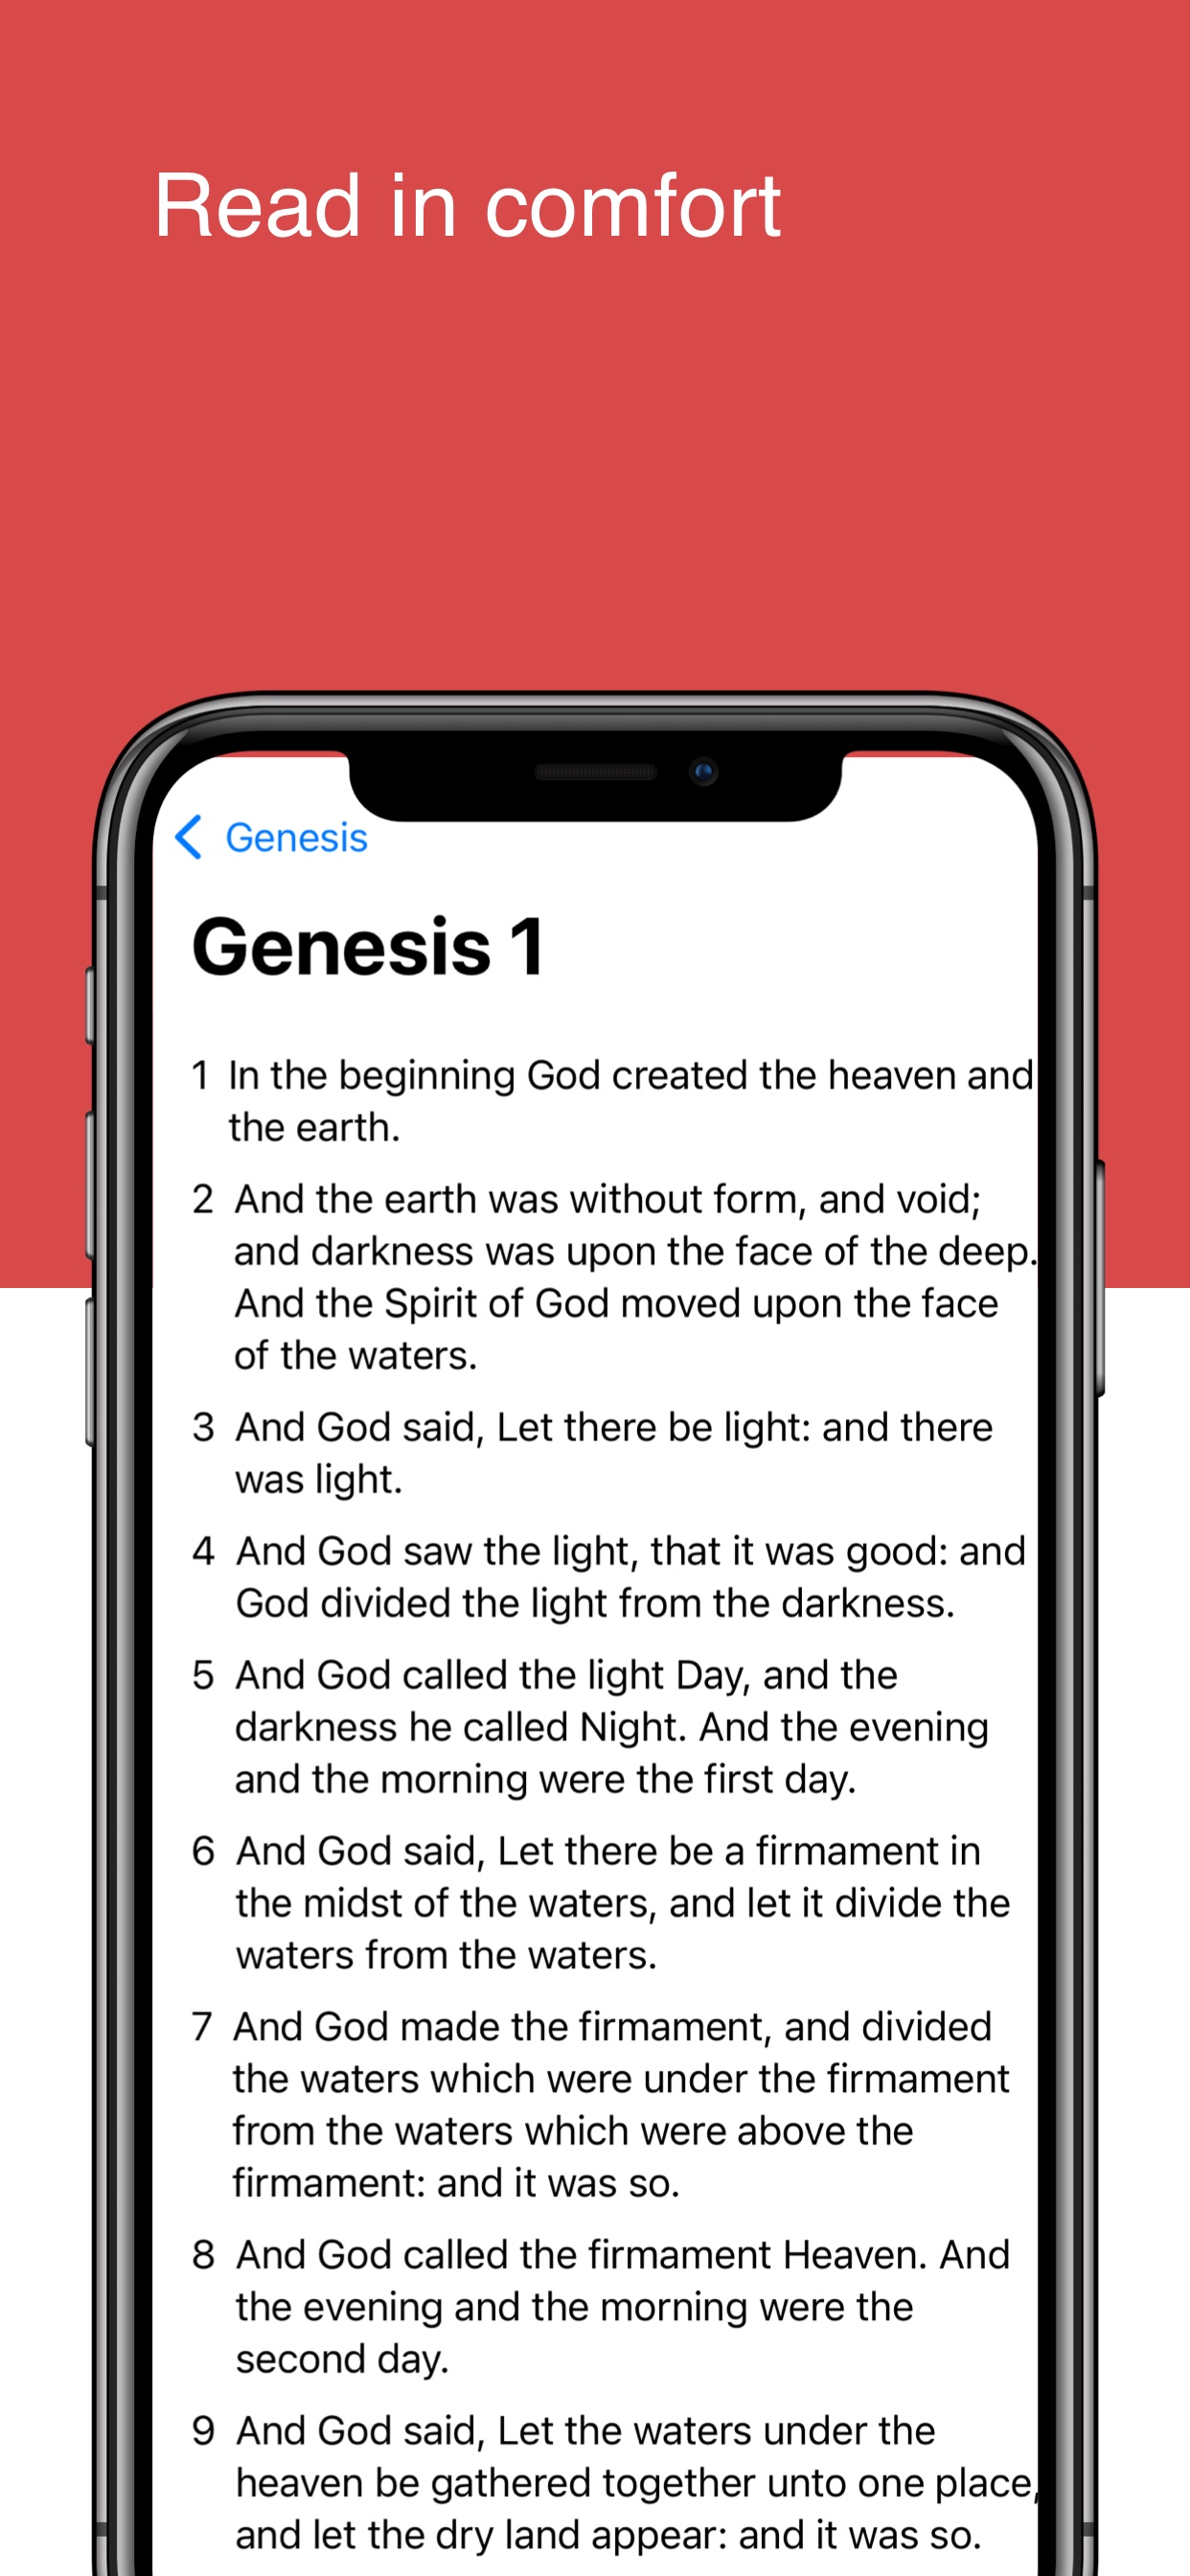 Read in comfort
Genesis
Genesis 1
1 In the beginning God created the heaven and
the earth.
2 And the earth was without form, and void;
and darkness was upon the face of the deep.
And the Spirit of God moved upon the face
of the waters.
3 And God said, Let there be light: and there
was light.
4 And God saw the light, that it was good: and
God divided the light from the darkness.
5 And God called the light Day, and the
darkness he called Night. And the evening
and the morning were the first day.
6 And God said, Let there be a firmament in
the midst of the waters, and let it divide the
waters from the waters.
7 And God made the firmament, and divided
the waters which were under the firmament
from the waters which were above the
firmament: and it was so.
8 And God called the firmament Heaven. And
the evening and the morning were the
second day.
9 And God said, Let the waters under the
heaven be gathered together unto one place,
and let the dry land appear: and it was so.